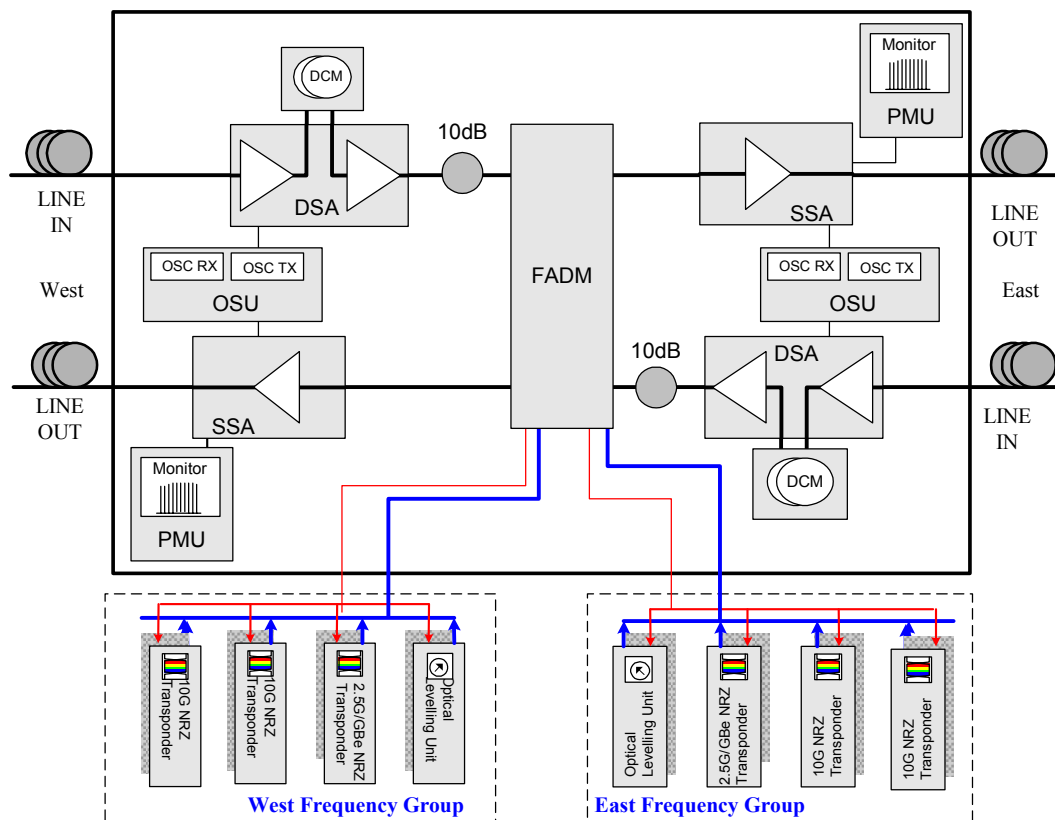 Monitor
PMU
DCM
10dB
DSA
LINE
IN
FADM
SSA
LINE
OUT
OSC RX
OSC TX
OSU
West
OSC RX
OSC TX
OSU
East
DSA
10dB
LINE
OUT
SSA
LINE
IN
Monitor
PMU
DCM
10G NRZ
Transponder
10G NRZ
Transponder
2.5G/GBe NRZ
Transponder
Optical
Levelling Unit
West Frequency Group
Optical
Levelling Unit
2.5G/GBe NRZ
Transponder
10G NRZ
Transponder
10G NRZ
Transponder
East Frequency Group